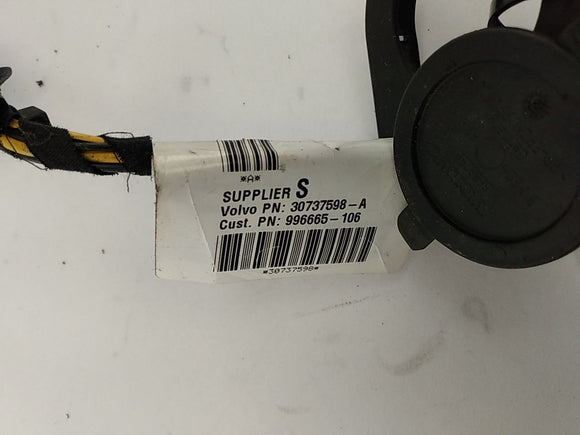 *A*
SUPPLIER S
Volvo PN: 30737598-A
Cust. PN: 996665-106
*30737598*